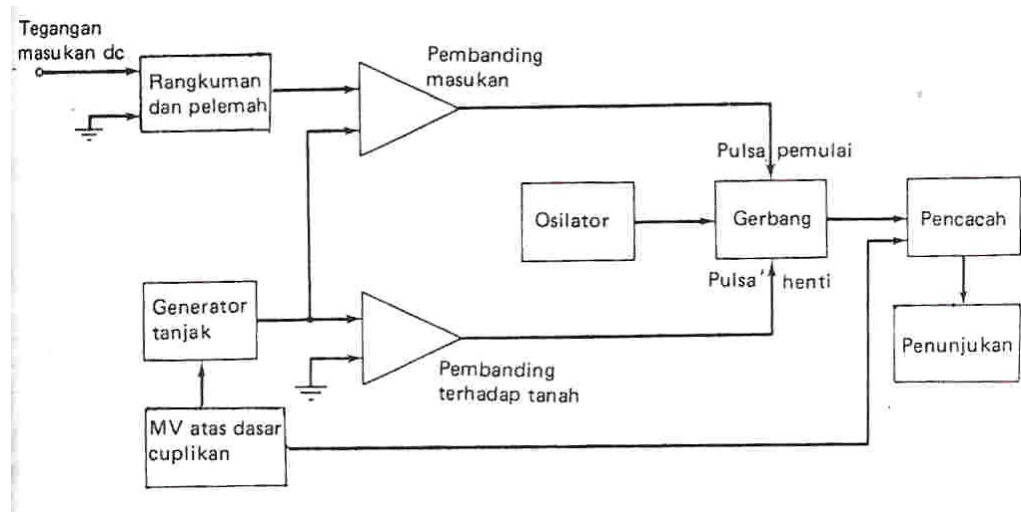 Tegangan
masukan dc
Rangkuman
dan pelemah
Pembanding
masukan
Pulsa pemulai
Osilator
Gerbang
Pencacah
Pulsa henti
Generator
tanjak
Penunjukan
Pembanding
terhadap tanah
MV atas dasar
cuplikan